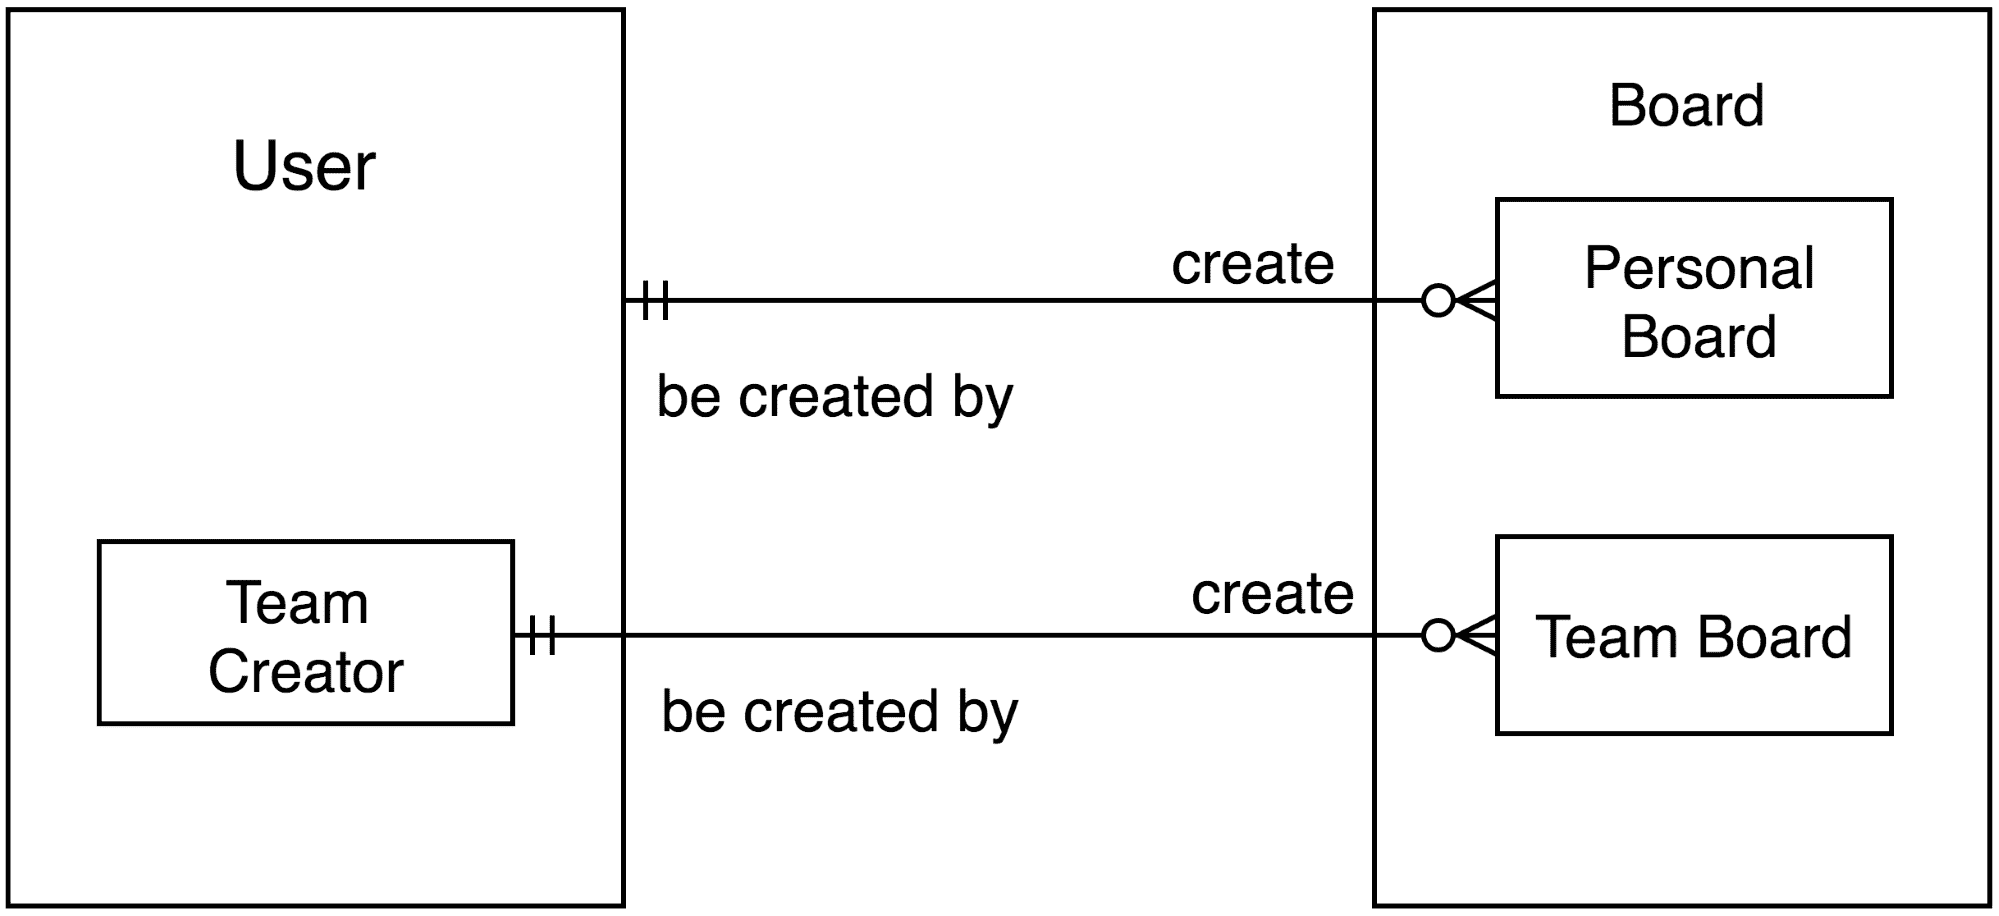 User
Board
create
Personal
Board
be created by
Team
Creator
create
Team Board
be created by